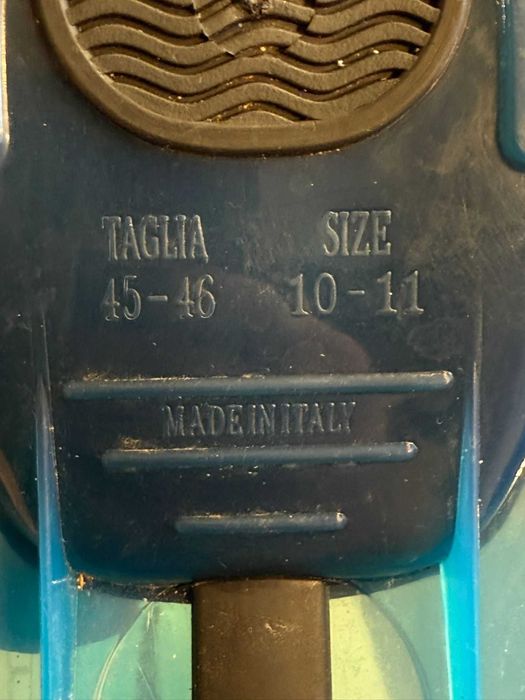 TAGLIA SIZE
45-46 10-11
MADE IN ITALY